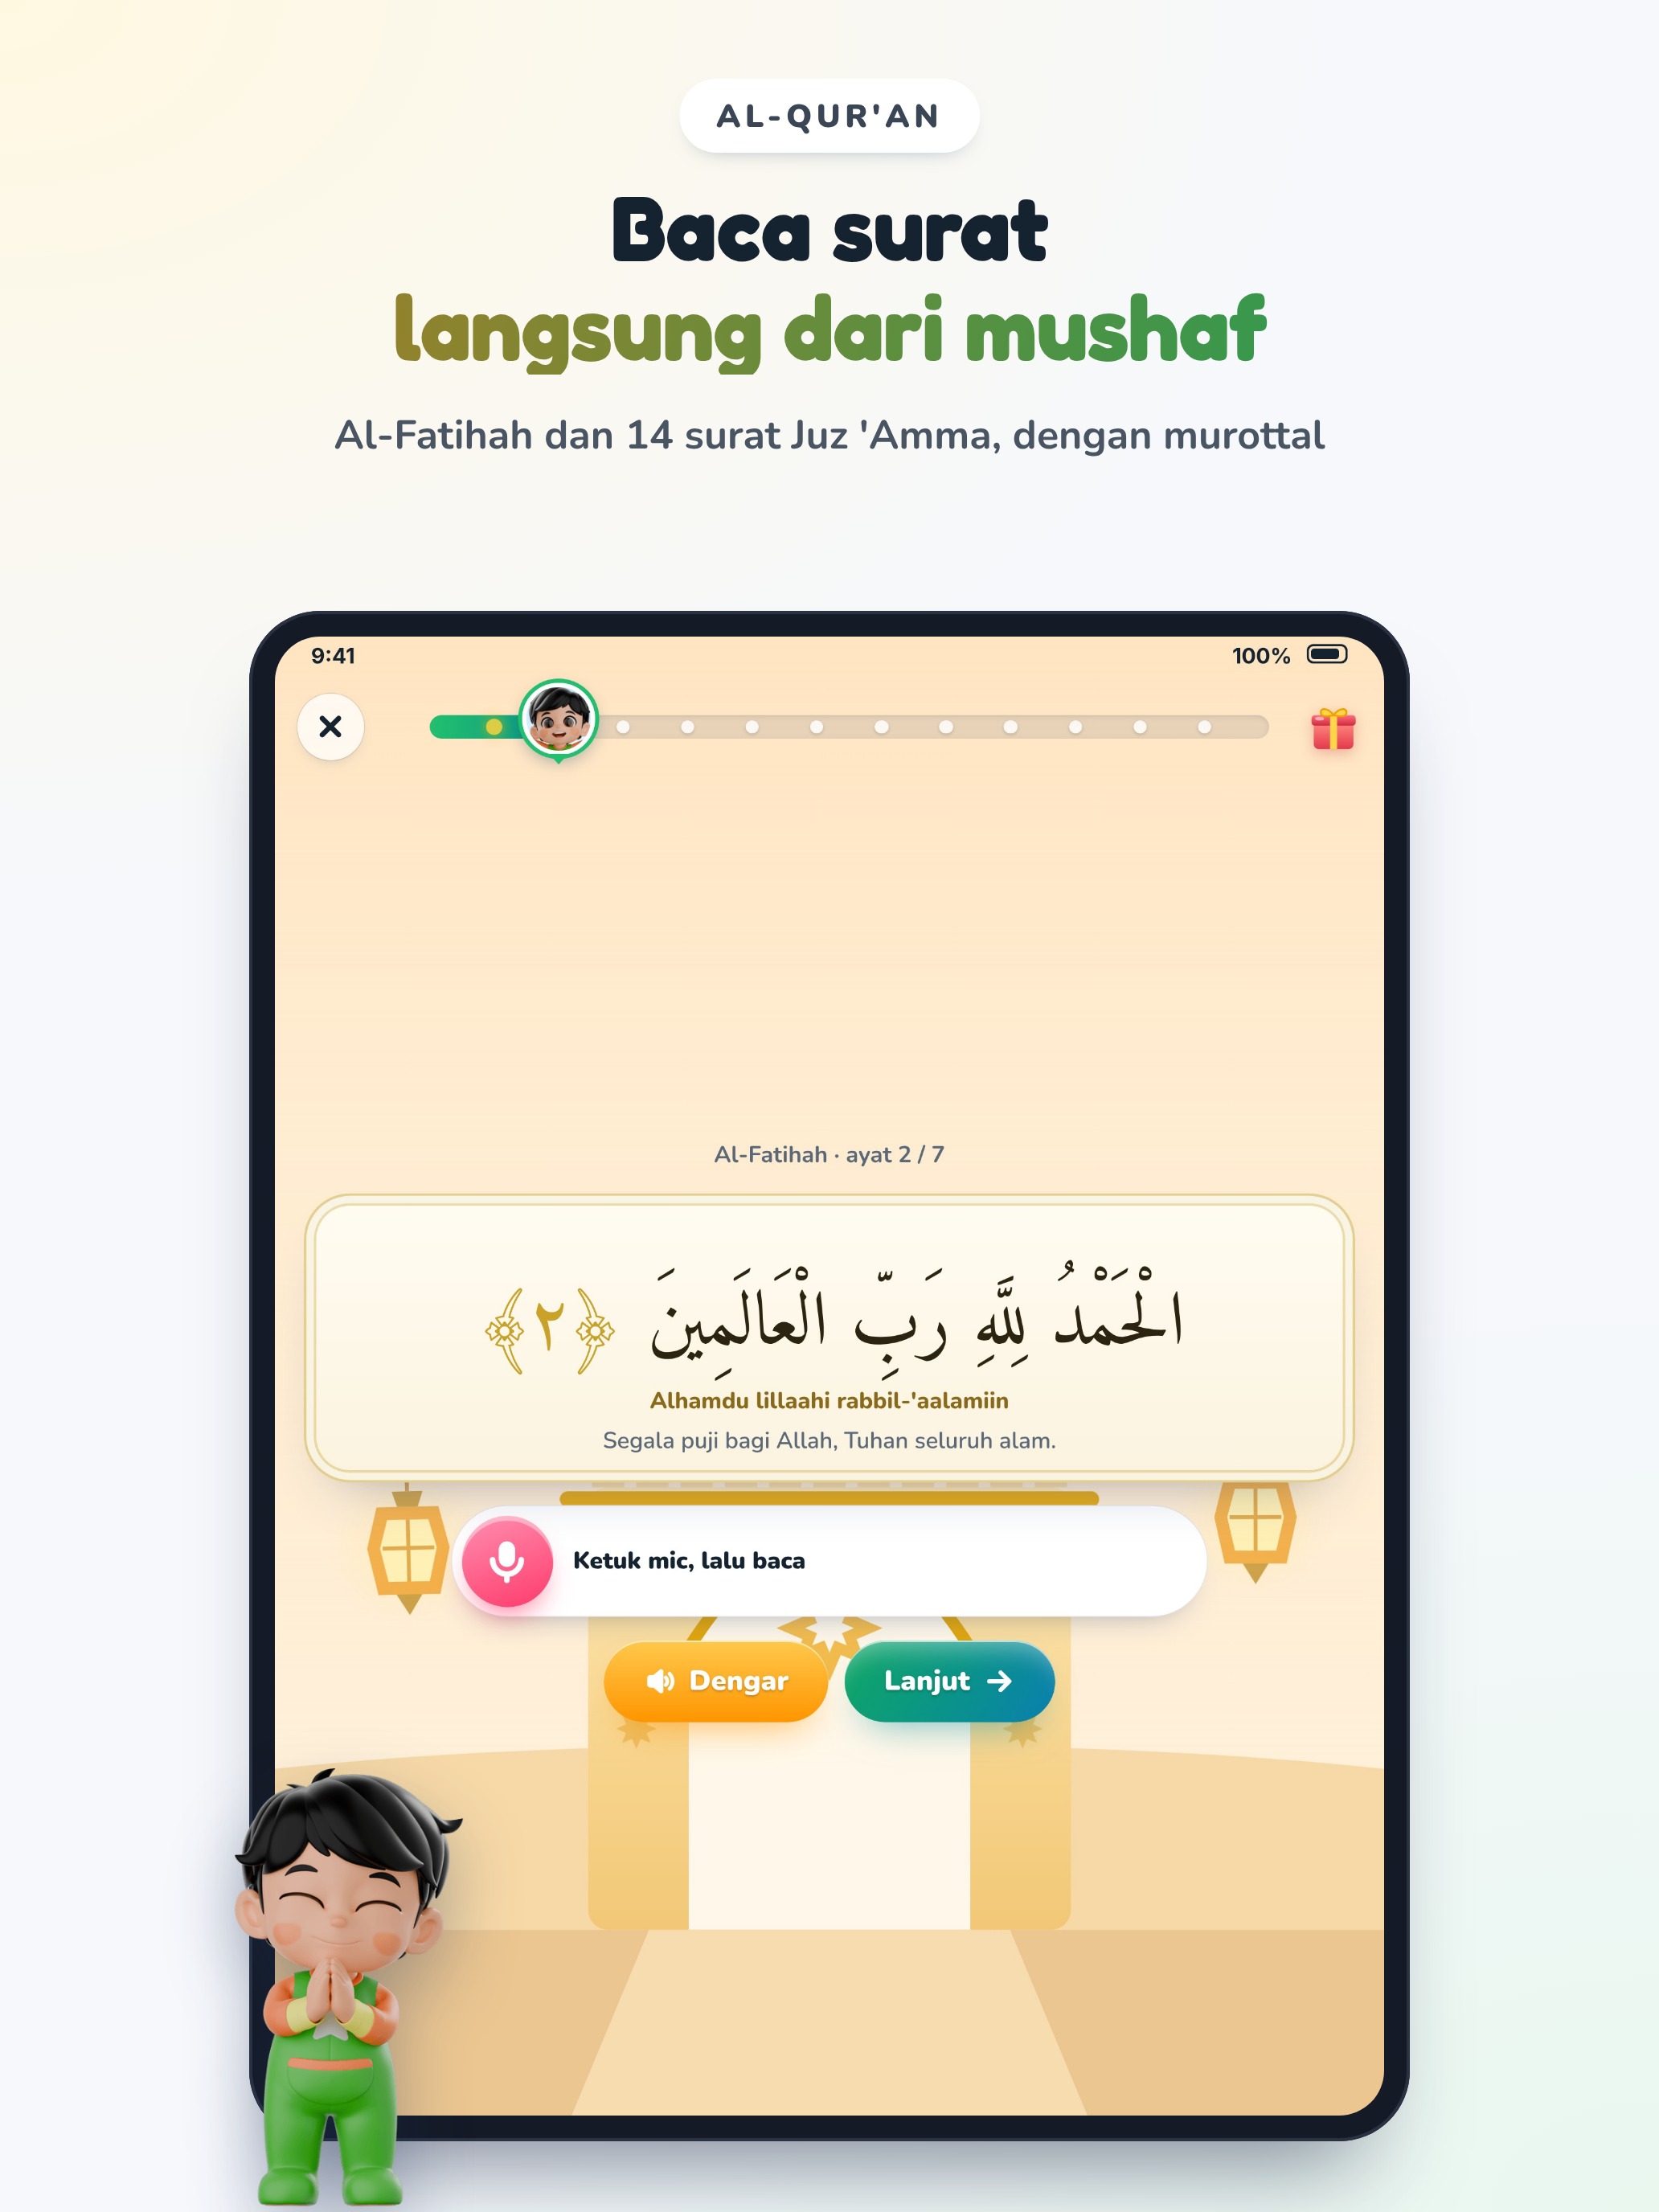 AL-QUR'AN
Baca surat
langsung dari mushaf
Al-Fatihah dan 14 surat Juz 'Amma, dengan murottal
9:41 100%
Al-Fatihah · ayat 2 / 7
الْحَمْدُ لِلَّهِ رَبِّ الْعَالَمِينَ ﴿٢﴾
Alhamdu lillaahi rabbil-'aalamiin
Segala puji bagi Allah, Tuhan seluruh alam.
Ketuk mic, lalu baca
Dengar Lanjut →